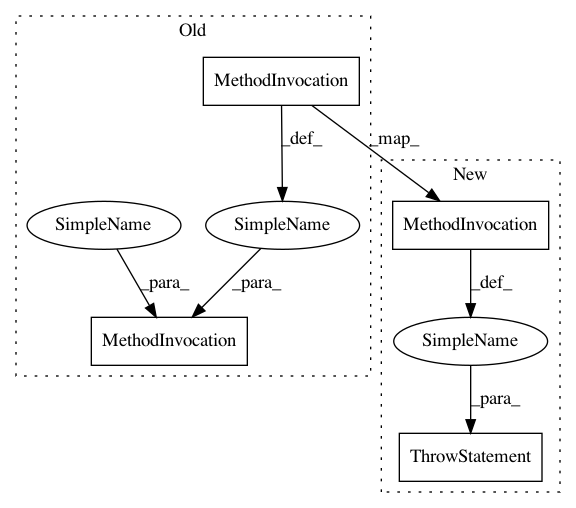 Old
MethodInvocation
_def_
_map_
New
SimpleName
SimpleName
MethodInvocation
_para_
_para_
_def_
MethodInvocation
SimpleName
_para_
ThrowStatement